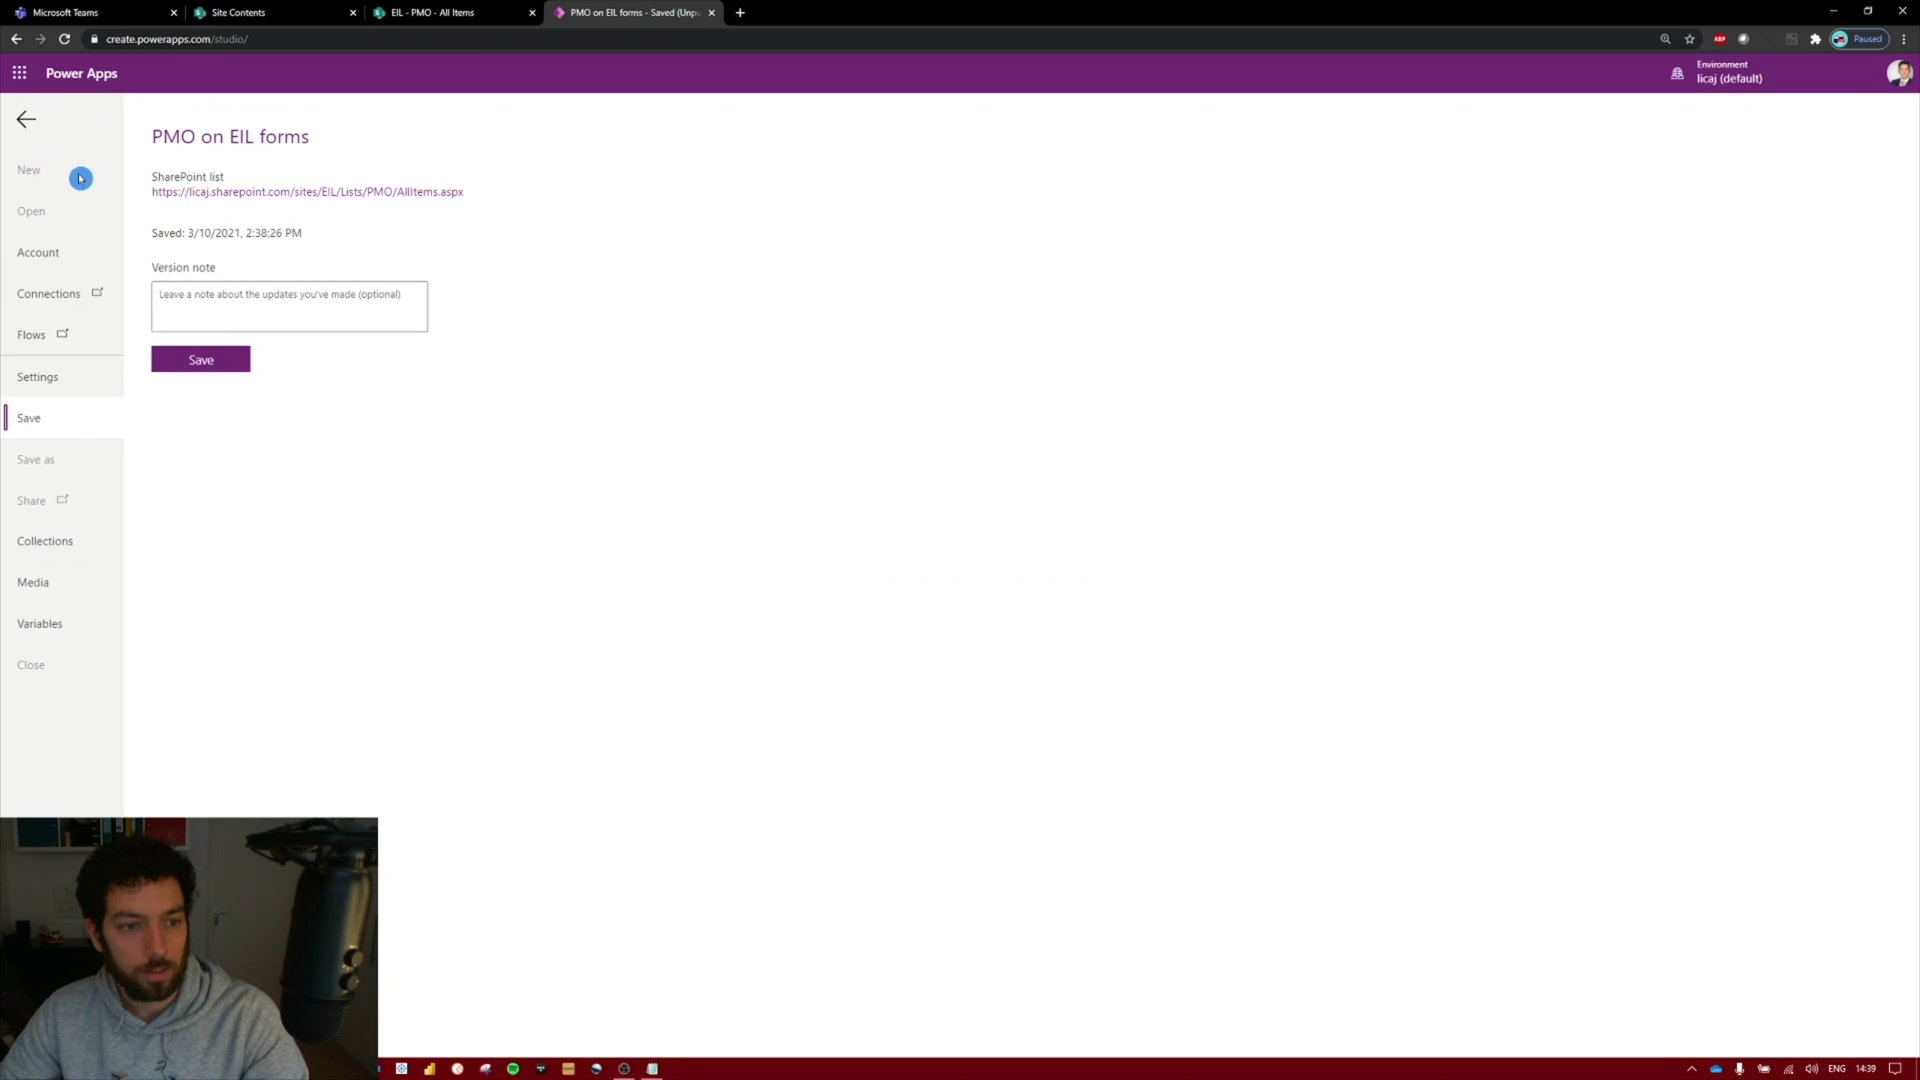 Microsoft Teams
Site Contents
EIL - PMO - All Items
PMO on EIL forms - Saved (Unpu
create.powerapps.com/studio/
ABP
Paused
Power Apps
Environment
licaj (default)
New
Open
Account
Connections
Flows
Settings
Save
Save as
Share
Collections
Media
Variables
Close
PMO on EIL forms
SharePoint list
https://licaj.sharepoint.com/sites/EIL/Lists/PMO/AllItems.aspx
Saved: 3/10/2021, 2:38:26 PM
Version note
Leave a note about the updates you've made (optional)
Save
ENG
14:39